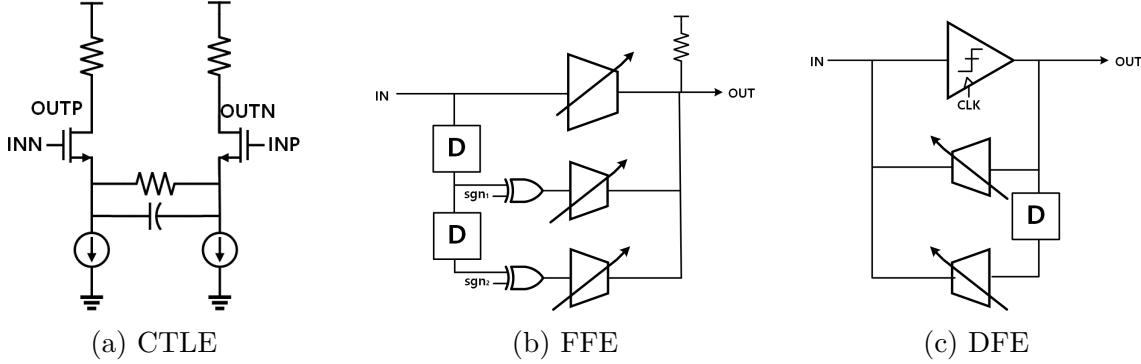 OUTP
OUTN
INN
INP
(a) CTLE
IN
OUT
D
sgn₁
D
sgn₂
(b) FFE
IN
OUT
CLK
D
(c) DFE